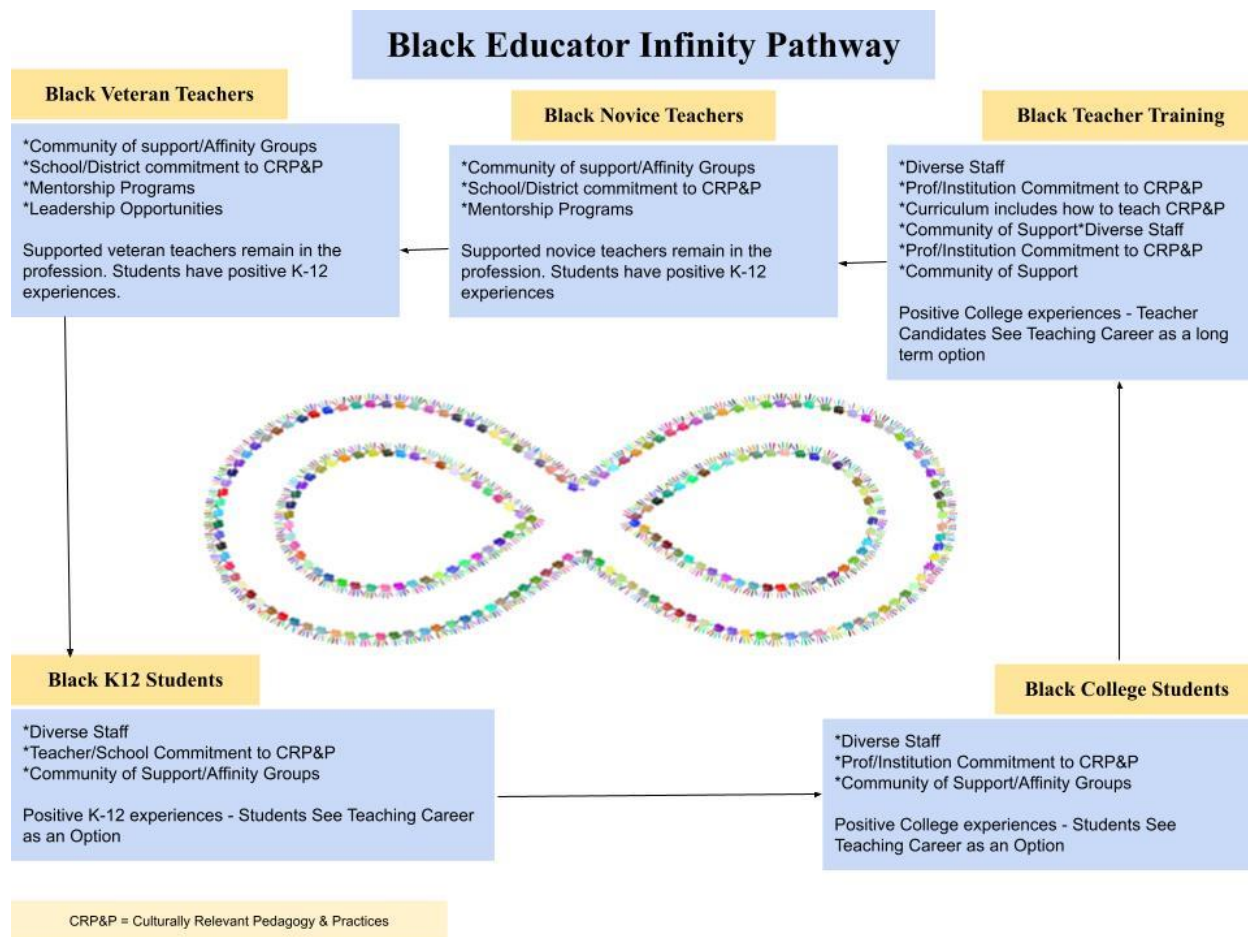 Black Educator Infinity Pathway
Black Veteran Teachers
*Community of support/Affinity Groups
*School/District commitment to CRP&P
*Mentorship Programs
*Leadership Opportunities
Supported veteran teachers remain in the
profession. Students have positive K-12
experiences.
Black Novice Teachers
*Community of support/Affinity Groups
*School/District commitment to CRP&P
*Mentorship Programs
Supported novice teachers remain in the
profession. Students have positive K-12
experiences
Black Teacher Training
*Diverse Staff
*Prof/Institution Commitment to CRP&P
*Curriculum includes how to teach CRP&P
*Community of Support*Diverse Staff
*Prof/Institution Commitment to CRP&P
*Community of Support
Positive College experiences - Teacher
Candidates See Teaching Career as a long
term option
Black K12 Students
*Diverse Staff
*Teacher/School Commitment to CRP&P
*Community of Support/Affinity Groups
Positive K-12 experiences - Students See Teaching Career
as an Option
Black College Students
*Diverse Staff
*Prof/Institution Commitment to CRP&P
*Community of Support/Affinity Groups
Positive College experiences - Students See
Teaching Career as an Option
CRP&P = Culturally Relevant Pedagogy & Practices